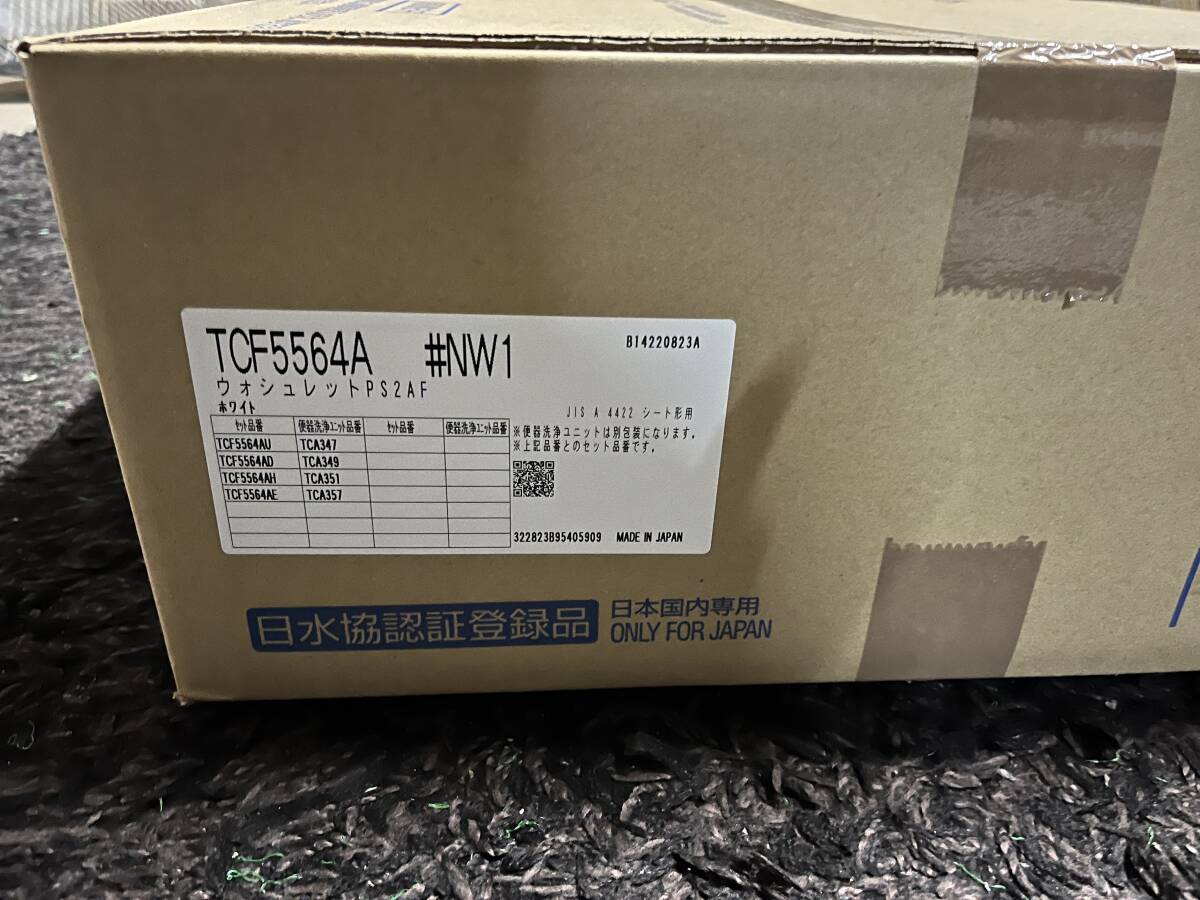 TCF5564A #NW1 B14220823A
ウォシュレットPS2AF
ホワイト
JIS A 4422 シート形用
セット品番 便器洗浄ユニット品番 セット品番 便器洗浄ユニット品番
※便器洗浄ユニットは別包装になります。
※上記品番とのセット品番です。
TCF5564AU TCA347
TCF5564AD TCA349
TCF5564AH TCA351
TCF5564AE TCA357
322823B95405909 MADE IN JAPAN
日水協認証登録品
日本国内専用
ONLY FOR JAPAN